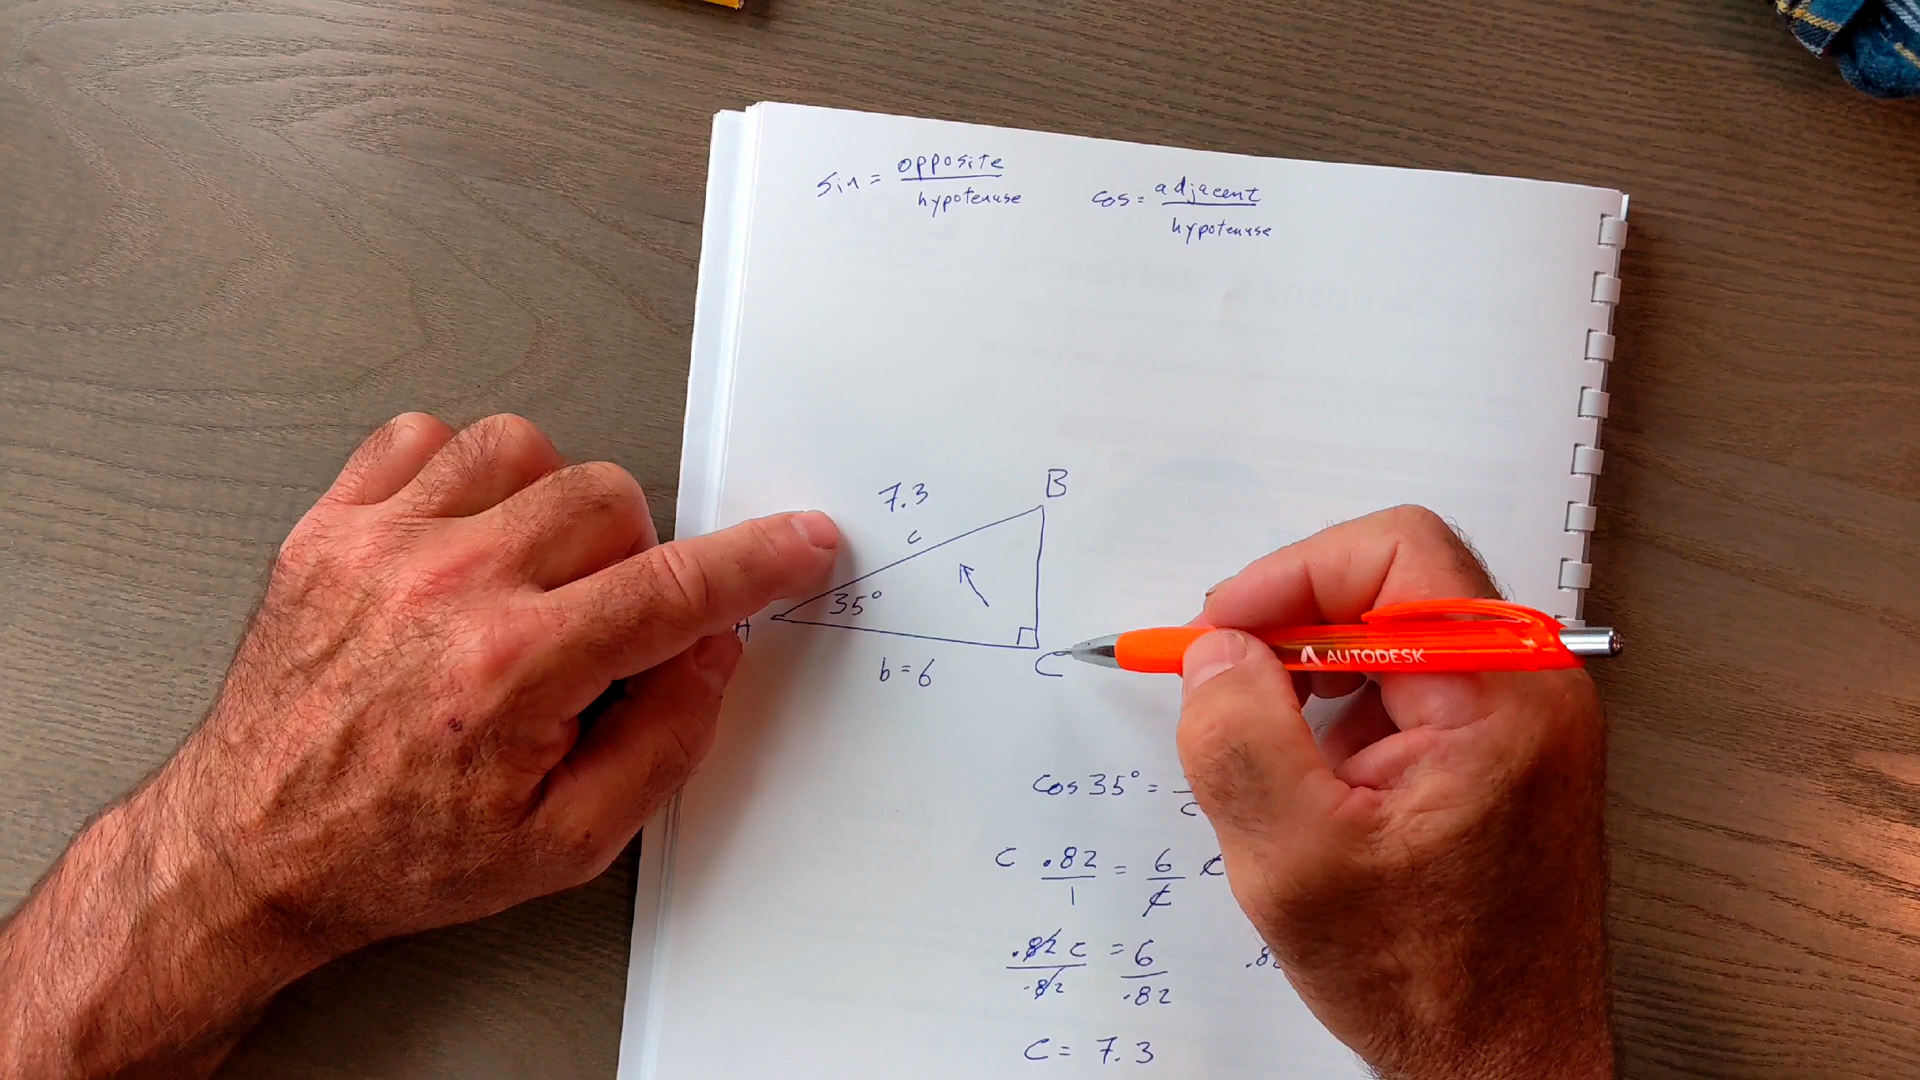 sin = opposite / hypotenuse
cos = adjacent / hypotenuse
7.3
B
c
35°
A
b = 6
C
AUTODESK
cos 35° =
c
c .82 / 1 = 6 / c c
.82 c / .82 = 6 / .82
C = 7.3